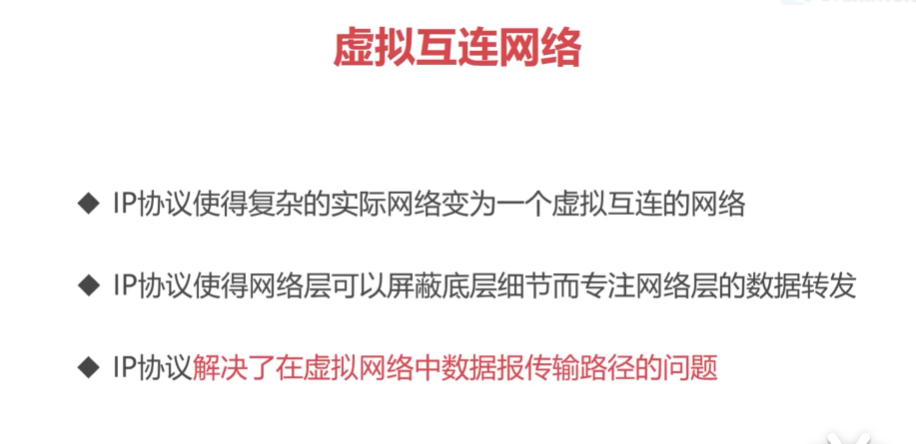 虚拟互连网络
◆ IP协议使得复杂的实际网络变为一个虚拟互连的网络
◆ IP协议使得网络层可以屏蔽底层细节而专注网络层的数据转发
◆ IP协议解决了在虚拟网络中数据报传输路径的问题